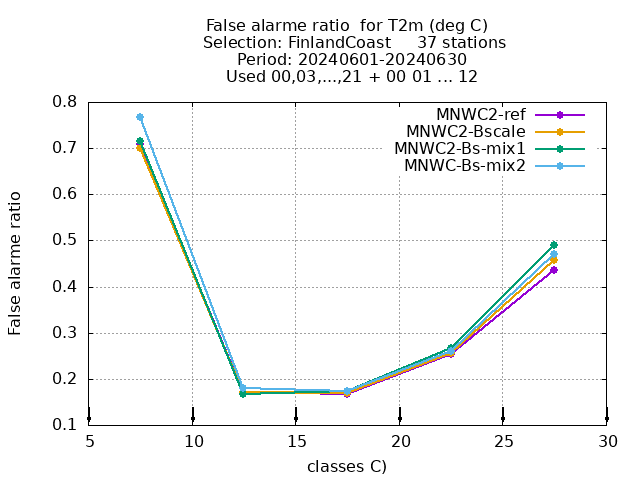 False alarme ratio  for T2m (deg C)
Selection: FinlandCoast     37 stations
Period: 20240601-20240630
Used 00,03,...,21 + 00 01 ... 12
MNWC2-ref
MNWC2-Bscale
MNWC2-Bs-mix1
MNWC-Bs-mix2
False alarme ratio
0.8
0.7
0.6
0.5
0.4
0.3
0.2
0.1
5 10 15 20 25 30
classes C)